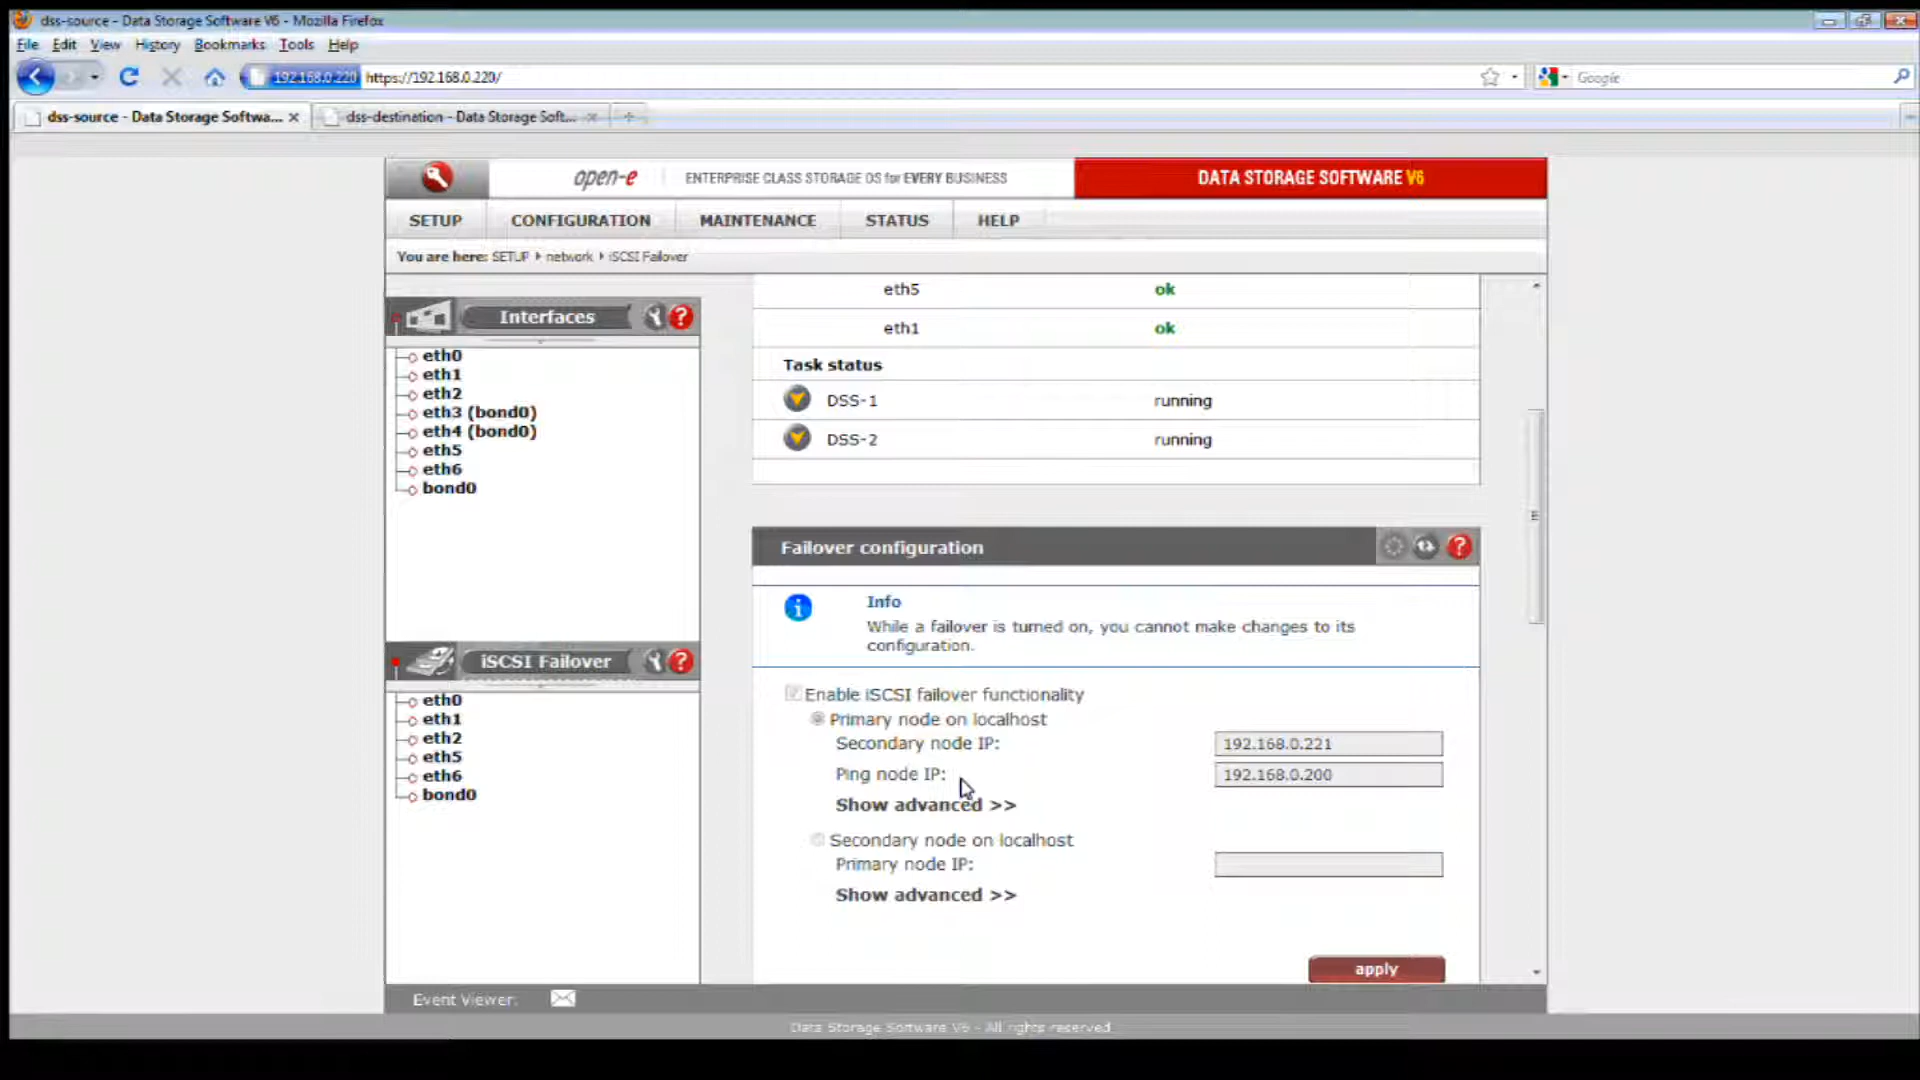 dss-source - Data Storage Software V6 - Mozilla Firefox
File Edit View History Bookmarks Tools Help
192.168.0.220 https://192.168.0.220/
Google
dss-source - Data Storage Softwa...
dss-destination - Data Storage Soft...
open-e
ENTERPRISE CLASS STORAGE OS for EVERY BUSINESS
DATA STORAGE SOFTWARE V6
SETUP CONFIGURATION MAINTENANCE STATUS HELP
You are here: SETUP network iSCSI Failover
Interfaces
eth0
eth1
eth2
eth3 (bond0)
eth4 (bond0)
eth5
eth6
bond0
iSCSI Failover
eth0
eth1
eth2
eth5
eth6
bond0
eth5 ok
eth1 ok
Task status
DSS-1 running
DSS-2 running
Failover configuration
Info
While a failover is turned on, you cannot make changes to its
configuration.
Enable iSCSI failover functionality
Primary node on localhost
Secondary node IP: 192.168.0.221
Ping node IP: 192.168.0.200
Show advanced >>
Secondary node on localhost
Primary node IP:
Show advanced >>
apply
Event Viewer:
Data Storage Software V6 - All rights reserved